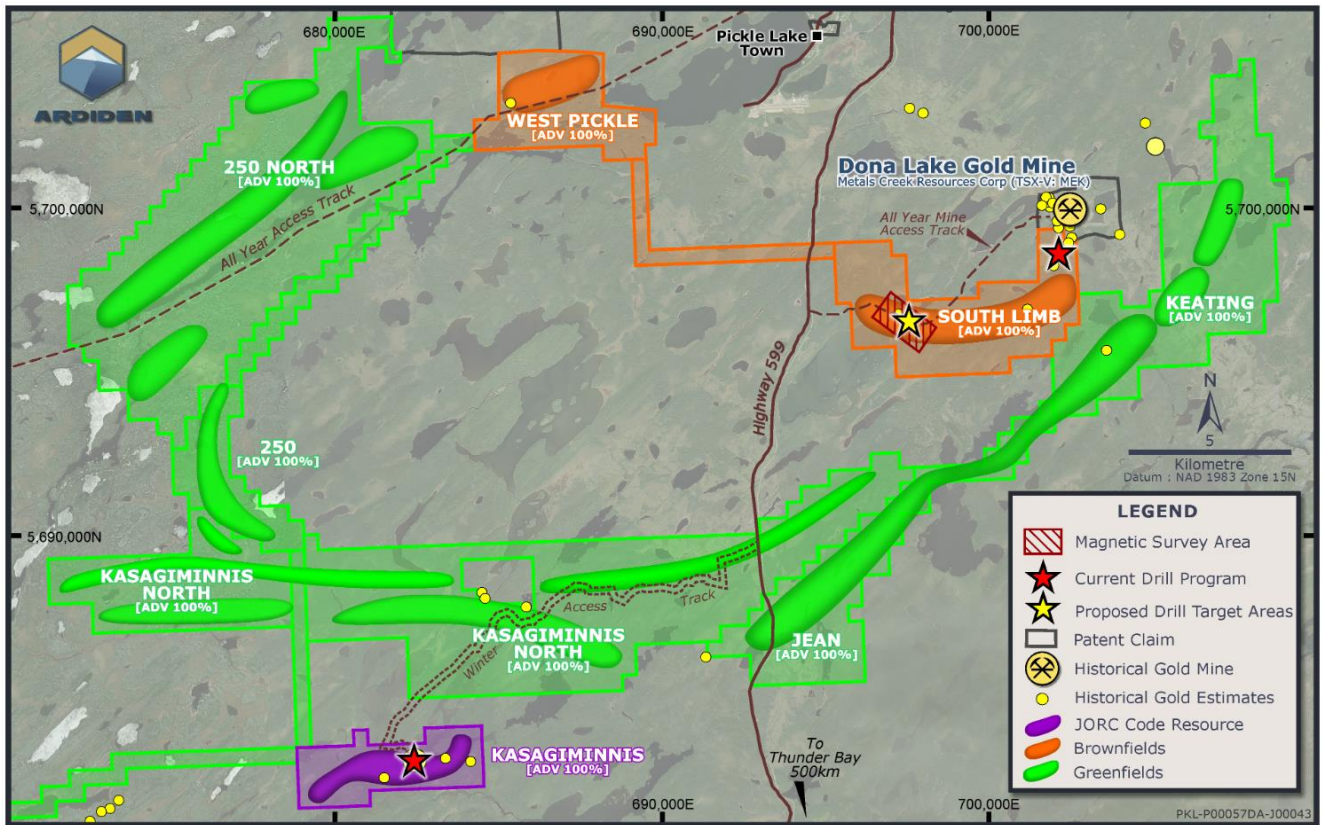 680,000E
690,000E
700,000E
Pickle Lake
Town
ARDIDEN
WEST PICKLE
[ADV 100%]
250 NORTH
[ADV 100%]
All Year Access Track
Dona Lake Gold Mine
Metals Creek Resources Corp (TSX-V: MEK)
5,700,000N
5,700,000N
All Year Mine
Access Track
KEATING
[ADV 100%]
SOUTH LIMB
[ADV 100%]
Highway 599
N
5
Kilometre
Datum : NAD 1983 Zone 15N
250
[ADV 100%]
5,690,000N
KASAGIMINNIS
NORTH
[ADV 100%]
Winter Access Track
KASAGIMINNIS
NORTH
[ADV 100%]
JEAN
[ADV 100%]
KASAGIMINNIS
[ADV 100%]
To
Thunder Bay
500km
LEGEND
Magnetic Survey Area
Current Drill Program
Proposed Drill Target Areas
Patent Claim
Historical Gold Mine
Historical Gold Estimates
JORC Code Resource
Brownfields
Greenfields
690,000E
700,000E
PKL-P00057DA-J00043